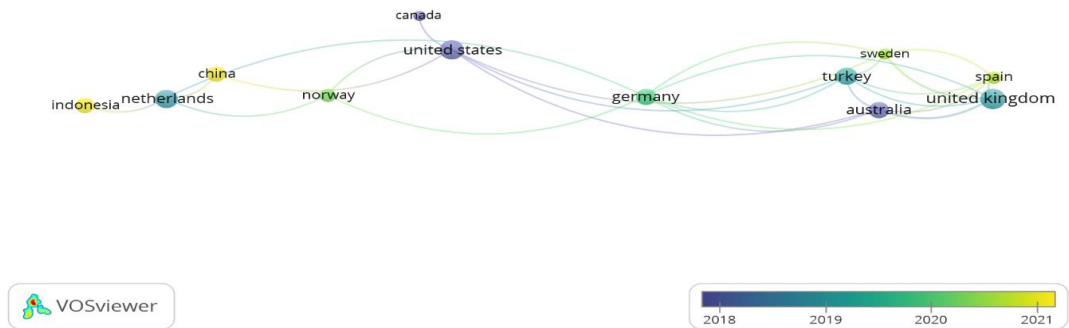 canada
united states
sweden
china
turkey
spain
indonesia
netherlands
norway
germany
united kingdom
australia
VOSviewer
2018
2019
2020
2021